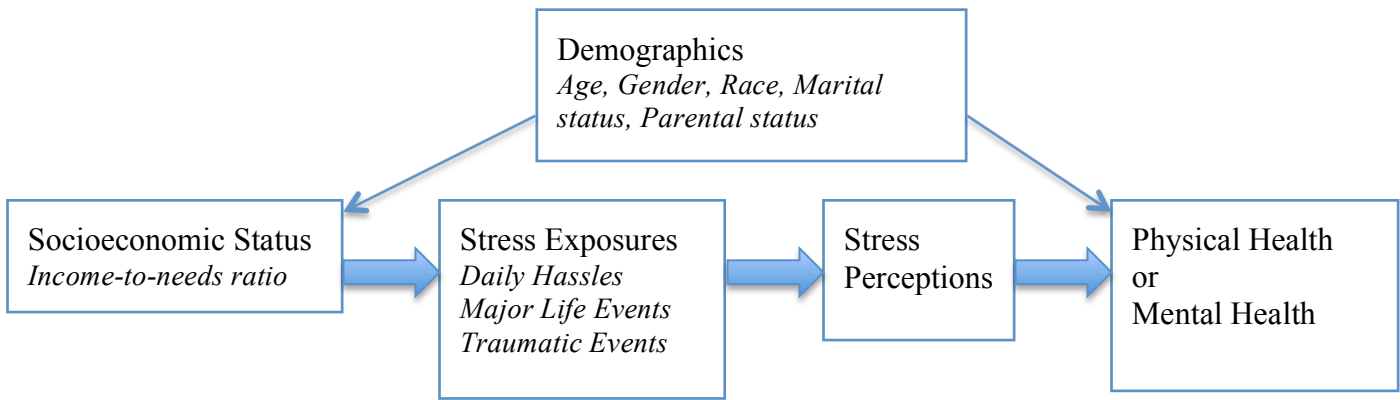 Demographics
Age, Gender, Race, Marital
status, Parental status
Socioeconomic Status
Income-to-needs ratio
Stress Exposures
Daily Hassles
Major Life Events
Traumatic Events
Stress
Perceptions
Physical Health
or
Mental Health